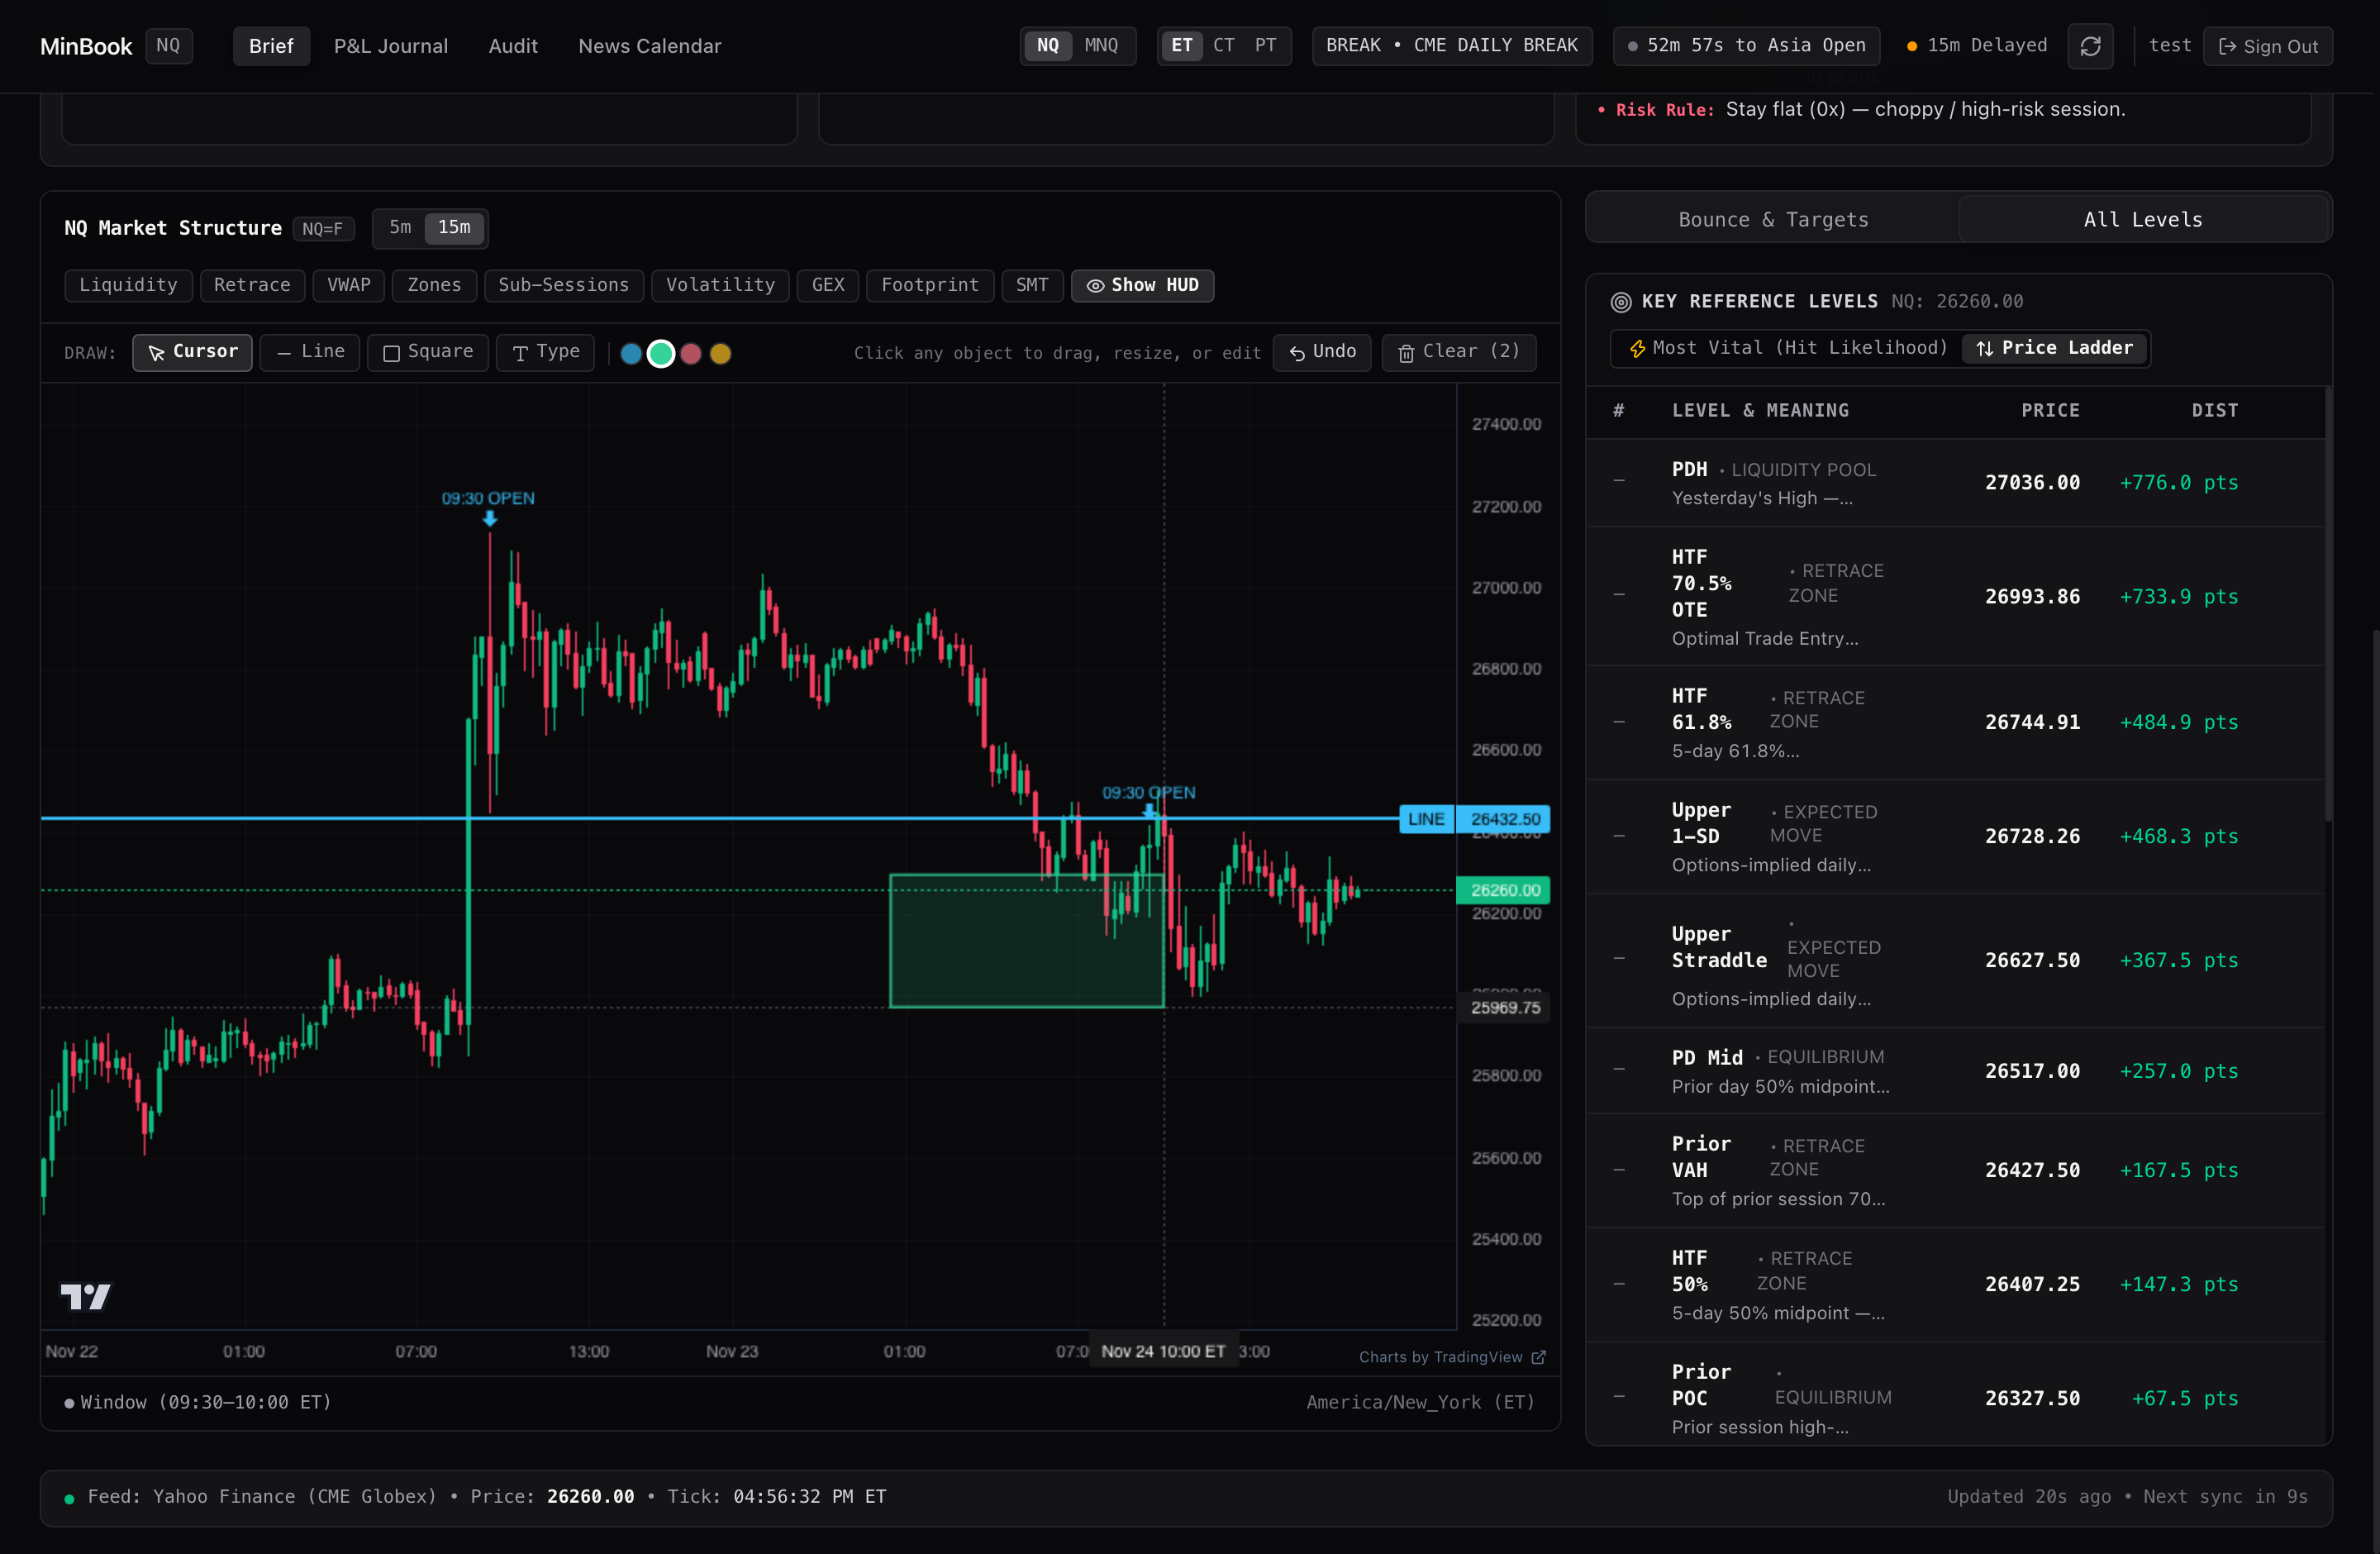 MinBook NQ Brief P&L Journal Audit News Calendar NQ MNQ ET CT PT BREAK • CME DAILY BREAK 52m 57s to Asia Open 15m Delayed test Sign Out
• Risk Rule: Stay flat (0x) — choppy / high-risk session.
NQ Market Structure NQ=F 5m 15m
Liquidity Retrace VWAP Zones Sub-Sessions Volatility GEX Footprint SMT Show HUD
DRAW: Cursor Line Square Type Click any object to drag, resize, or edit Undo Clear (2)
27400.00
09:30 OPEN
27200.00
27000.00
26800.00
26600.00
09:30 OPEN
LINE 26432.50
26260.00
26200.00
25969.75
25800.00
25600.00
25400.00
25200.00
Nov 22 01:00 07:00 13:00 Nov 23 01:00 Nov 24 10:00 ET
Charts by TradingView
Window (09:30–10:00 ET) America/New_York (ET)
Bounce & Targets All Levels
KEY REFERENCE LEVELS NQ: 26260.00
Most Vital (Hit Likelihood) Price Ladder
# LEVEL & MEANING PRICE DIST
— PDH • LIQUIDITY POOL 27036.00 +776.0 pts
Yesterday's High —...
— HTF 70.5% OTE • RETRACE ZONE 26993.86 +733.9 pts
Optimal Trade Entry...
— HTF 61.8% • RETRACE ZONE 26744.91 +484.9 pts
5-day 61.8%...
— Upper 1-SD • EXPECTED MOVE 26728.26 +468.3 pts
Options-implied daily...
— Upper Straddle • EXPECTED MOVE 26627.50 +367.5 pts
Options-implied daily...
— PD Mid • EQUILIBRIUM 26517.00 +257.0 pts
Prior day 50% midpoint...
— Prior VAH • RETRACE ZONE 26427.50 +167.5 pts
Top of prior session 70...
— HTF 50% • RETRACE ZONE 26407.25 +147.3 pts
5-day 50% midpoint —...
— Prior POC • EQUILIBRIUM 26327.50 +67.5 pts
Prior session high-...
Feed: Yahoo Finance (CME Globex) • Price: 26260.00 • Tick: 04:56:32 PM ET Updated 20s ago • Next sync in 9s